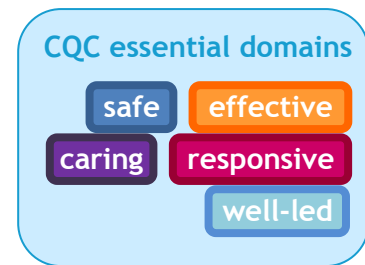 CQC essential domains
safe effective
caring responsive
well-led